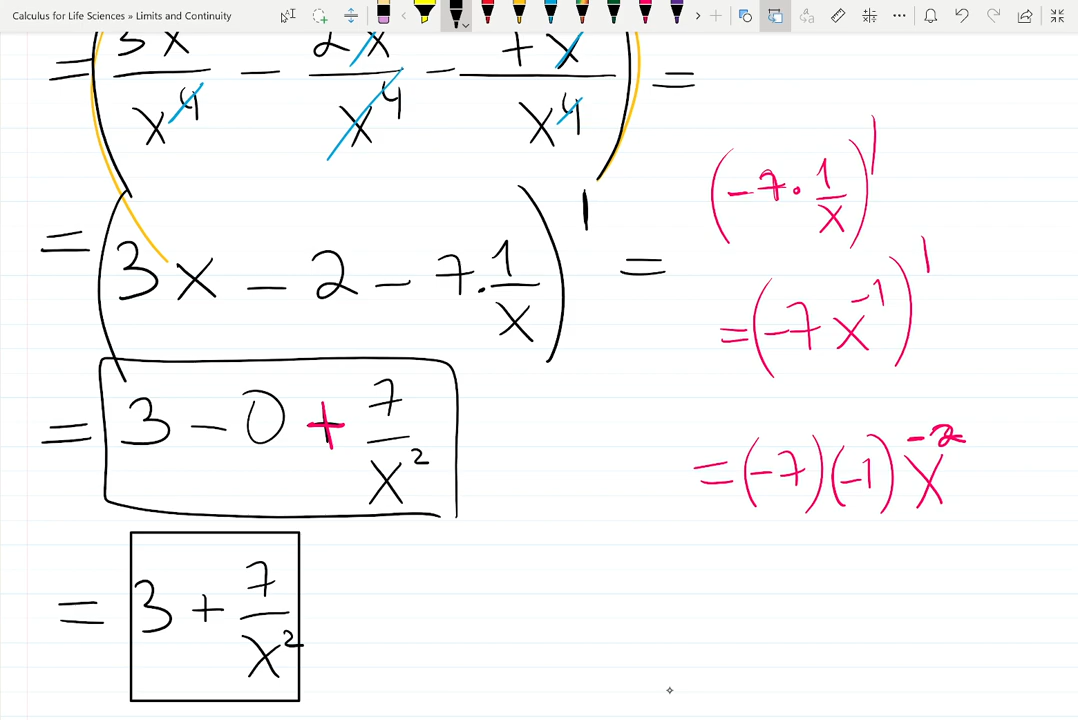 Calculus for Life Sciences » Limits and Continuity
= 3x/x⁴ - 2x/x⁴ - 7x/x⁴ =
= (3x - 2 - 7 · 1/x)' =
= 3 - 0 + 7/x²
= 3 + 7/x²
(-7 · 1/x)'
= (-7x⁻¹)'
= (-7)(-1)x⁻²